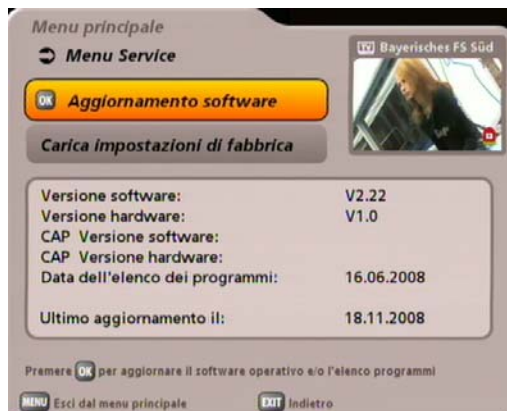 Menu principale
Menu Service
TV Bayerisches FS Süd
OK Aggiornamento software
Carica impostazioni di fabbrica
Versione software: V2.22
Versione hardware: V1.0
CAP Versione software:
CAP Versione hardware:
Data dell'elenco dei programmi: 16.06.2008
Ultimo aggiornamento il: 18.11.2008
Premere OK per aggiornare il software operativo e/o l'elenco programmi
MENU Esci dal menu principale EXIT Indietro